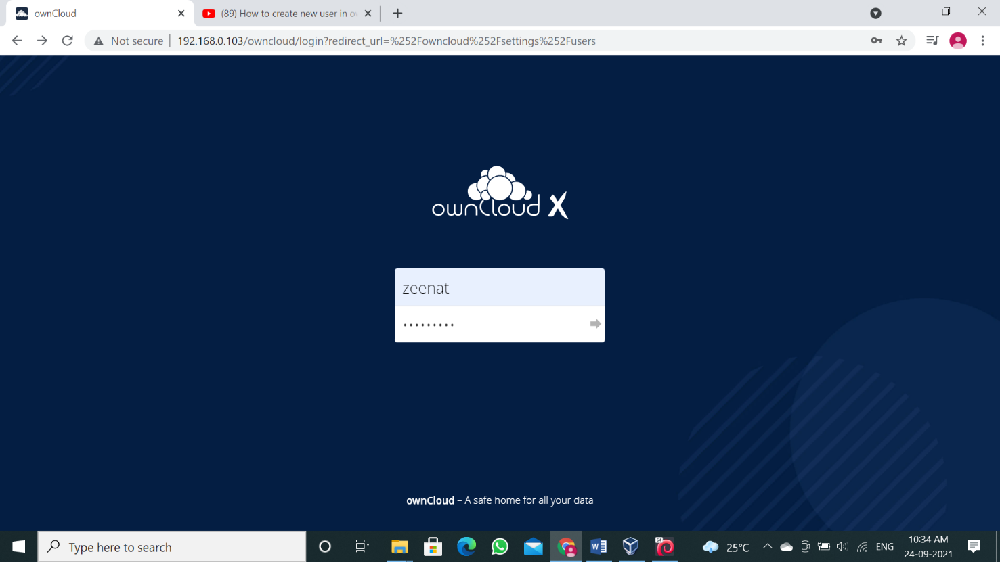 ownCloud
(89) How to create new user in o
Not secure
192.168.0.103/owncloud/login?redirect_url=%252Fowncloud%252Fsettings%252Fusers
ownCloud X
zeenat
•••••••••
ownCloud – A safe home for all your data
Type here to search
64
25°C
ENG
10:34 AM
24-09-2021